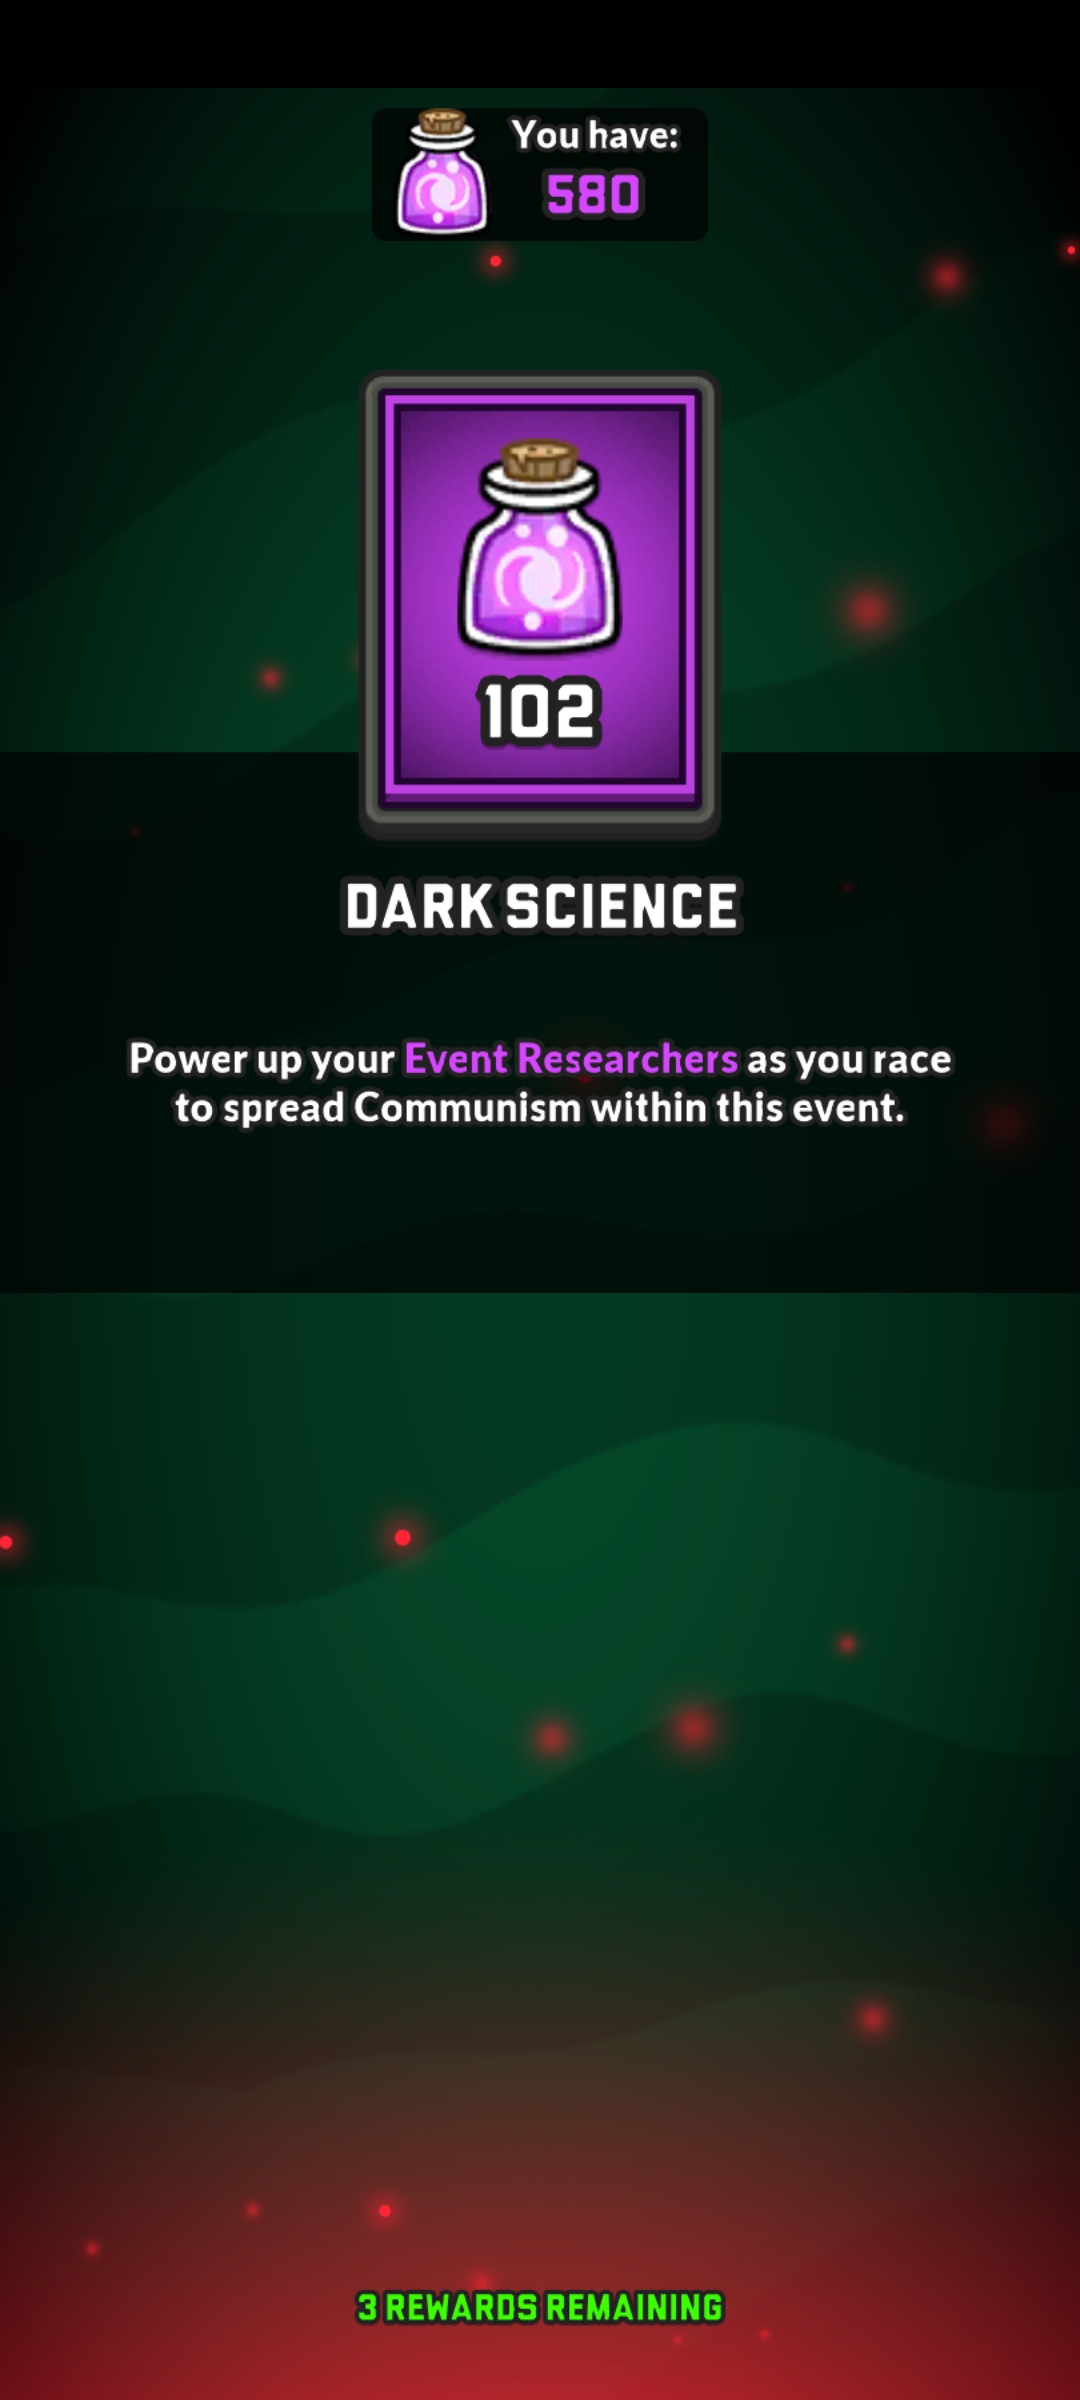 You have:
580
102
DARK SCIENCE
Power up your Event Researchers as you race
to spread Communism within this event.
3 REWARDS REMAINING